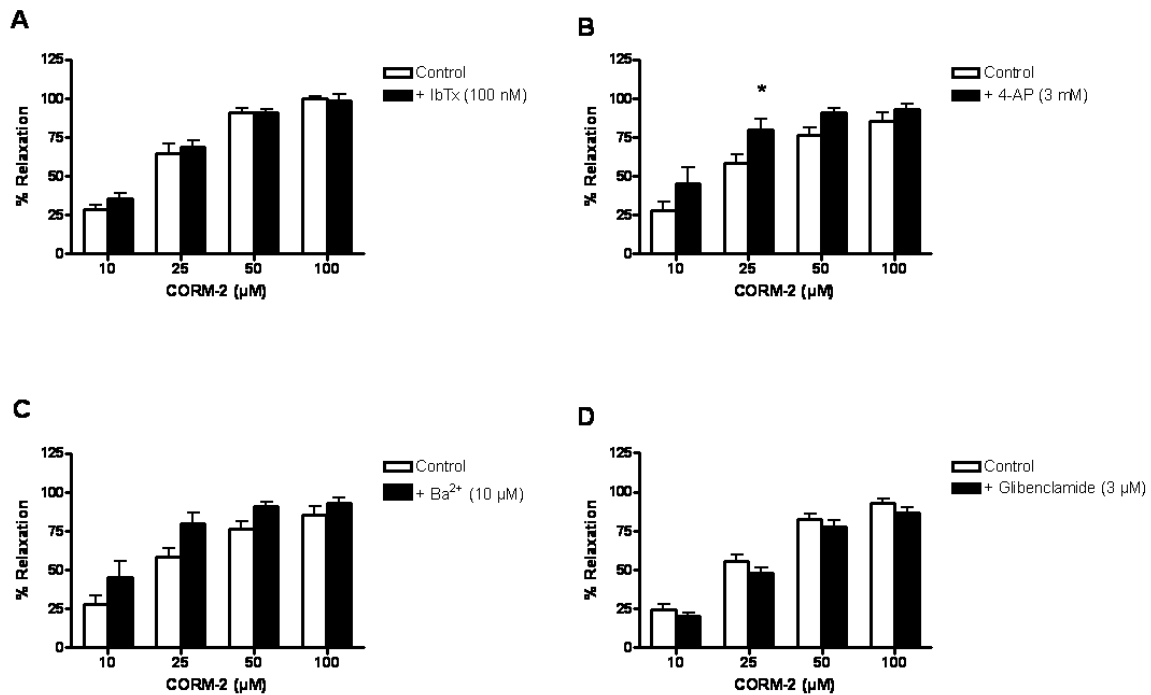 A
125
100
75
50
25
0
% Relaxation
10 25 50 100
CORM-2 (µM)
Control
+ IbTx (100 nM)
B
125
100
75
50
25
0
% Relaxation
*
10 25 50 100
CORM-2 (µM)
Control
+ 4-AP (3 mM)
C
125
100
75
50
25
0
% Relaxation
10 25 50 100
CORM-2 (µM)
Control
+ Ba²⁺ (10 µM)
D
125
100
75
50
25
0
% Relaxation
10 25 50 100
CORM-2 (µM)
Control
+ Glibenclamide (3 µM)